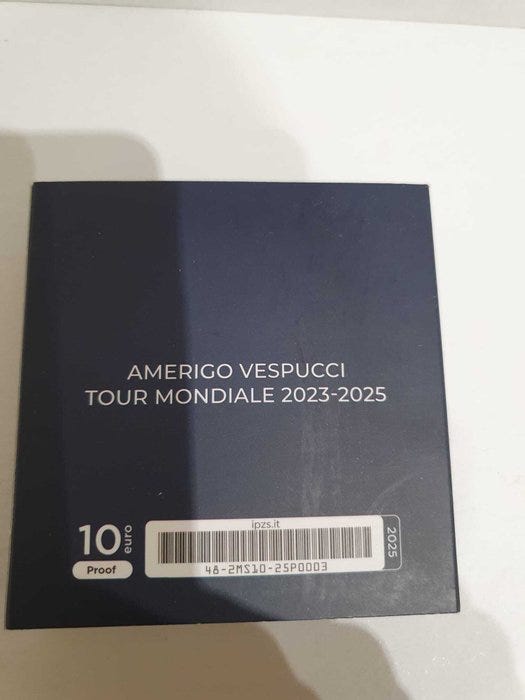 AMERIGO VESPUCCI
TOUR MONDIALE 2023-2025
10 euro
Proof
ipzs.it
48-2MS10-25P0003
2025